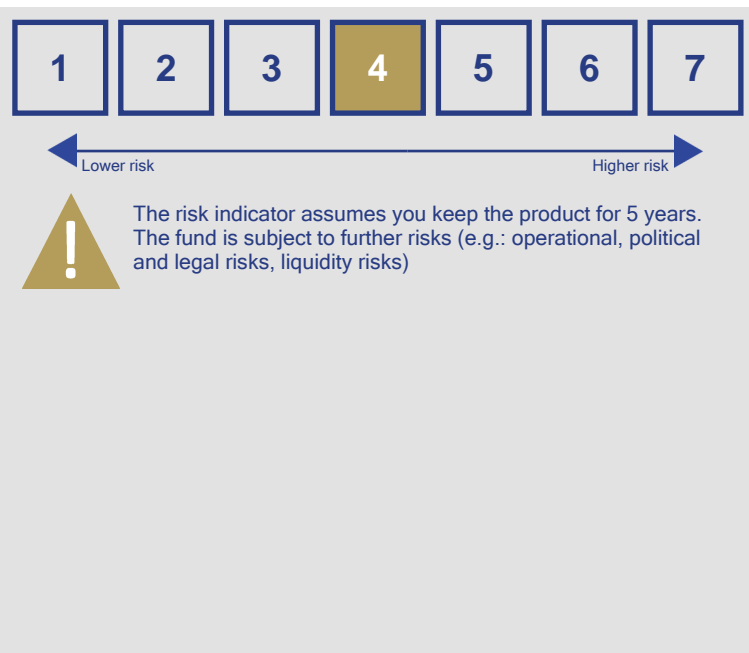 1 2 3 4 5 6 7
Lower risk Higher risk
!
The risk indicator assumes you keep the product for 5 years.
The fund is subject to further risks (e.g.: operational, political
and legal risks, liquidity risks)